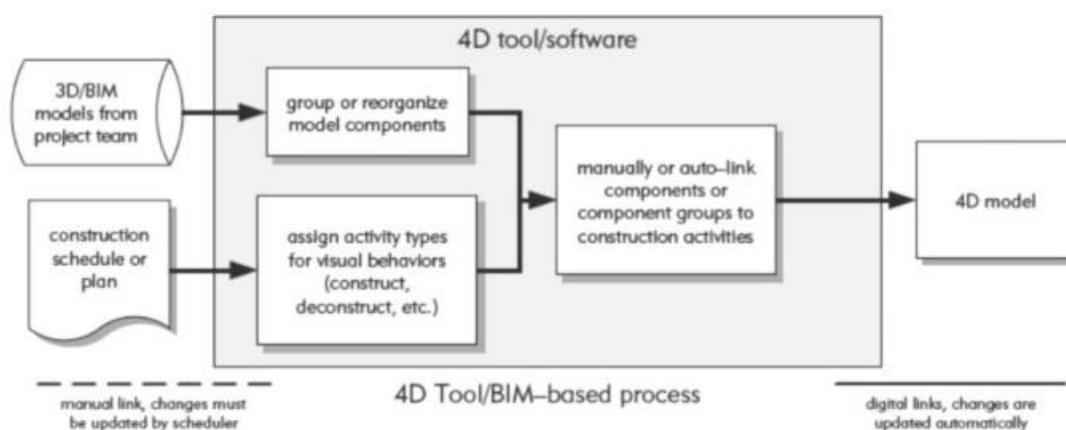 4D tool/software
3D/BIM
models from
project team
group or reorganize
model components
construction
schedule or
plan
assign activity types
for visual behaviors
(construct,
deconstruct, etc.)
manually or auto–link
components or
component groups to
construction activities
4D model
4D Tool/BIM–based process
manual link, changes must
be updated by scheduler
digital links, changes are
updated automatically